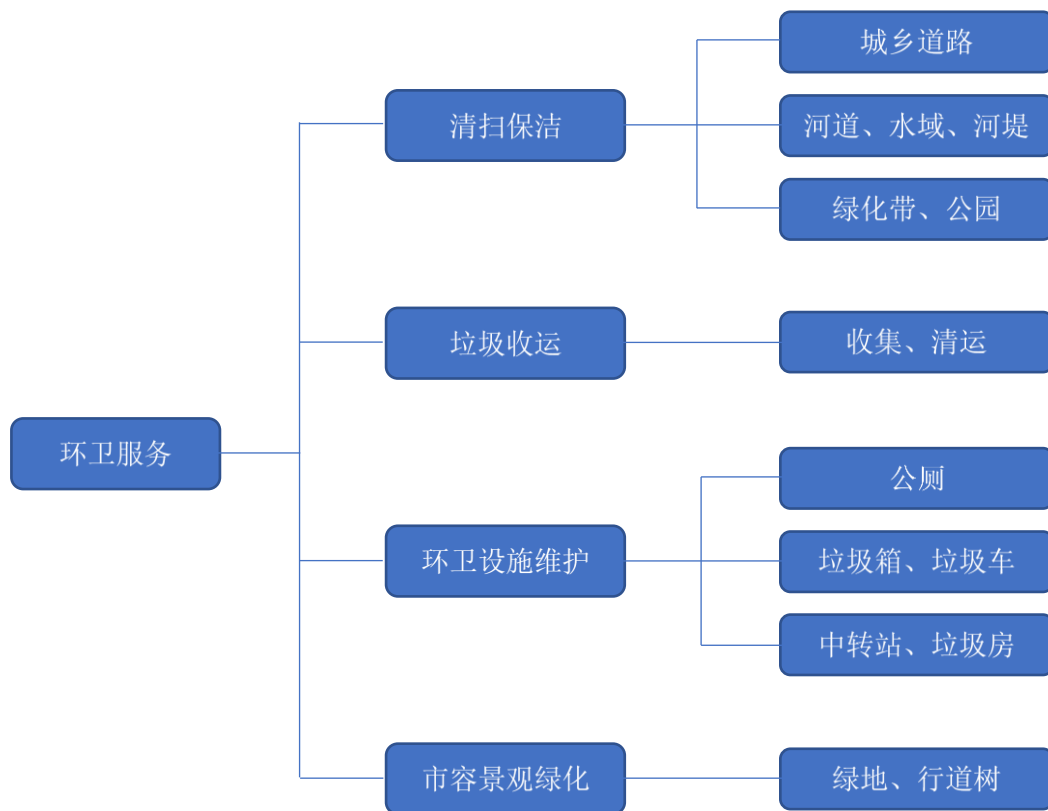 环卫服务
清扫保洁
城乡道路
河道、水域、河堤
绿化带、公园
垃圾收运
收集、清运
环卫设施维护
公厕
垃圾箱、垃圾车
中转站、垃圾房
市容景观绿化
绿地、行道树